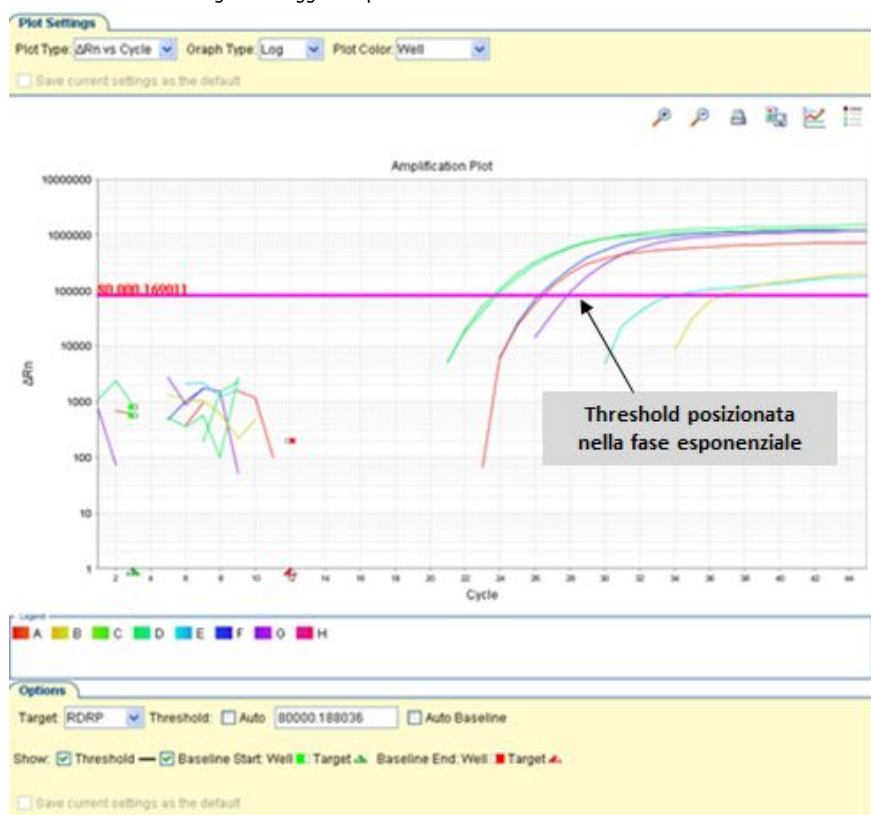 Plot Settings
Plot Type: ΔRn vs Cycle Graph Type: Log Plot Color: Well
Save current settings as the default
Amplification Plot
10000000
1000000
100000 80,000.169011
10000
1000
100
10
1
ΔRn
Threshold posizionata
nella fase esponenziale
2 4 6 8 10 12 14 16 18 20 22 24 26 28 30 32 34 36 38 40 42 44
Cycle
Legend
A B C D E F G H
Options
Target: RDRP Threshold: Auto 80000.188036 Auto Baseline
Show: Threshold Baseline Start: Well Target Baseline End: Well Target
Save current settings as the default